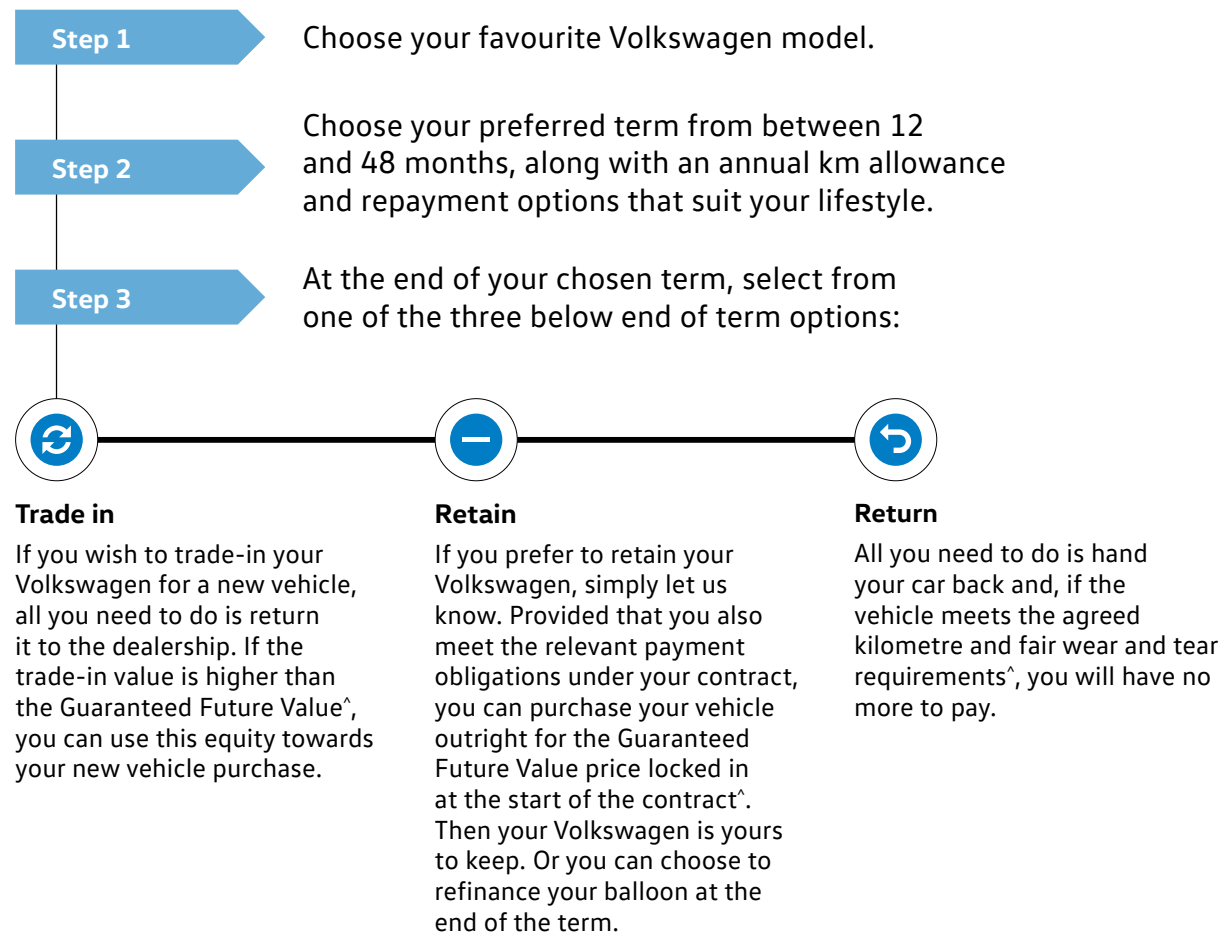 Step 1
Choose your favourite Volkswagen model.
Step 2
Choose your preferred term from between 12
and 48 months, along with an annual km allowance
and repayment options that suit your lifestyle.
Step 3
At the end of your chosen term, select from
one of the three below end of term options:
Trade in
If you wish to trade-in your
Volkswagen for a new vehicle,
all you need to do is return
it to the dealership. If the
trade-in value is higher than
the Guaranteed Future Value^,
you can use this equity towards
your new vehicle purchase.
Retain
If you prefer to retain your
Volkswagen, simply let us
know. Provided that you also
meet the relevant payment
obligations under your contract,
you can purchase your vehicle
outright for the Guaranteed
Future Value price locked in
at the start of the contract^.
Then your Volkswagen is yours
to keep. Or you can choose to
refinance your balloon at the
end of the term.
Return
All you need to do is hand
your car back and, if the
vehicle meets the agreed
kilometre and fair wear and tear
requirements^, you will have no
more to pay.